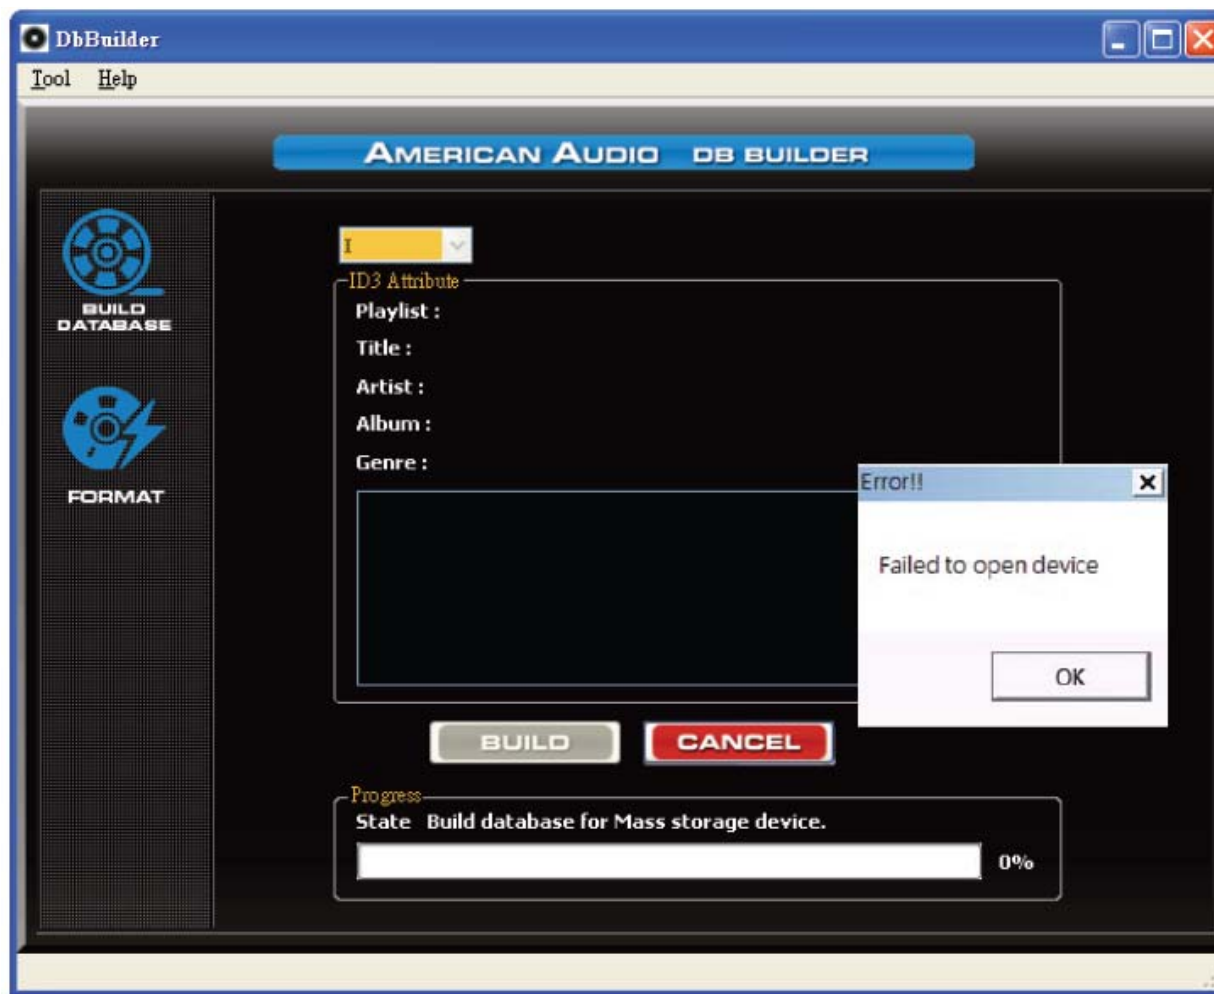 DbBuilder
Tool Help
AMERICAN AUDIO DB BUILDER
I
ID3 Attribute
Playlist :
Title :
Artist :
Album :
Genre :
BUILD
DATABASE
FORMAT
Error!!
Failed to open device
OK
BUILD CANCEL
Progress
State Build database for Mass storage device.
0%